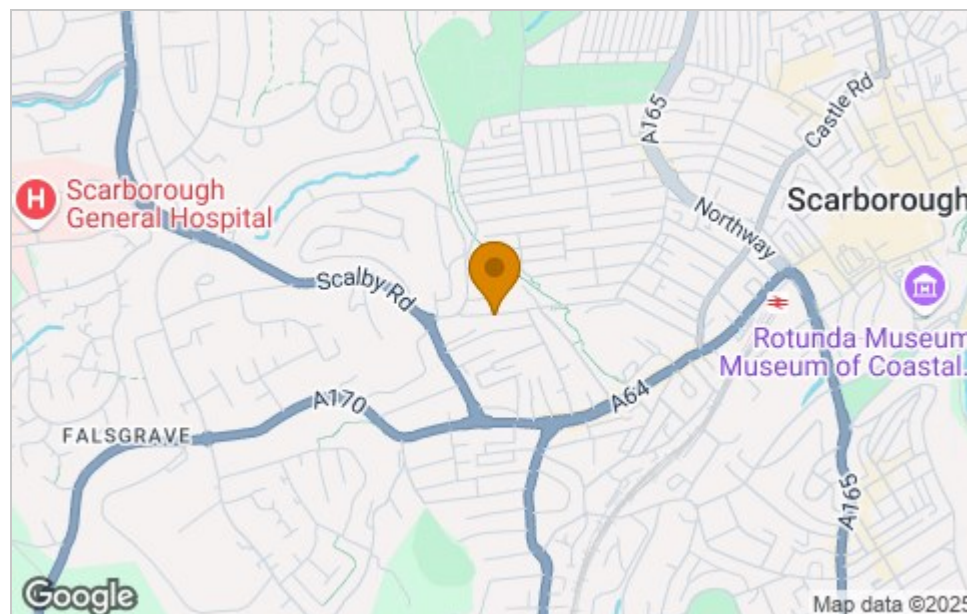 A165
Castle Rd
H
Scarborough
General Hospital
Scarborough
Northway
Scalby Rd
Rotunda Museum
Museum of Coastal...
A64
A170
FALSGRAVE
A165
Google
Map data ©2025